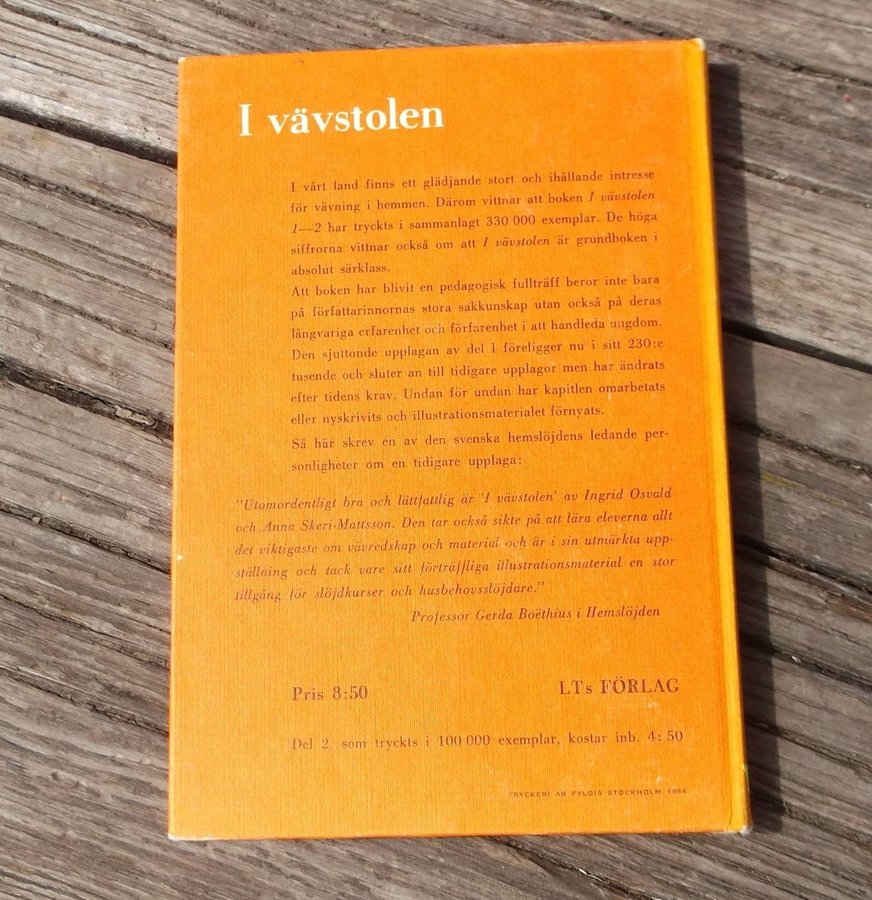 I vävstolen
I vårt land finns ett glädjande stort och ihållande intresse
för vävning i hemmen. Därom vittnar att boken I vävstolen
1—2 har tryckts i sammanlagt 330 000 exemplar. De höga
siffrorna vittnar också om att I vävstolen är grundboken i
absolut särklass.
Att boken har blivit en pedagogisk fullträff beror inte bara
på författarinnornas stora sakkunskap utan också på deras
långvariga erfarenhet och förfarenhet i att handleda ungdom.
Den sjuttonde upplagan av del I föreligger nu i sitt 230:e
tusende och sluter an till tidigare upplagor men har ändrats
efter tidens krav. Undan för undan har kapitlen omarbetats
eller nyskrivits och illustrationsmaterialet förnyats.
Så här skrev en av den svenska hemslöjdens ledande per-
sonligheter om en tidigare upplaga:
"Utomordentligt bra och lättfattlig är 'I vävstolen' av Ingrid Osvald
och Anna Skeri-Mattsson. Den tar också sikte på att lära eleverna allt
det viktigaste om vävredskap och material och är i sin utmärkta upp-
ställning och tack vare sitt förträffliga illustrationsmaterial en stor
tillgång för slöjdkurser och husbehovsslöjdare."
Professor Gerda Boëthius i Hemslöjden
Pris 8:50 LTs FÖRLAG
Del 2. som tryckts i 100 000 exemplar, kostar inb. 4:50
TRYCKERI AB FYLGIA STOCKHOLM